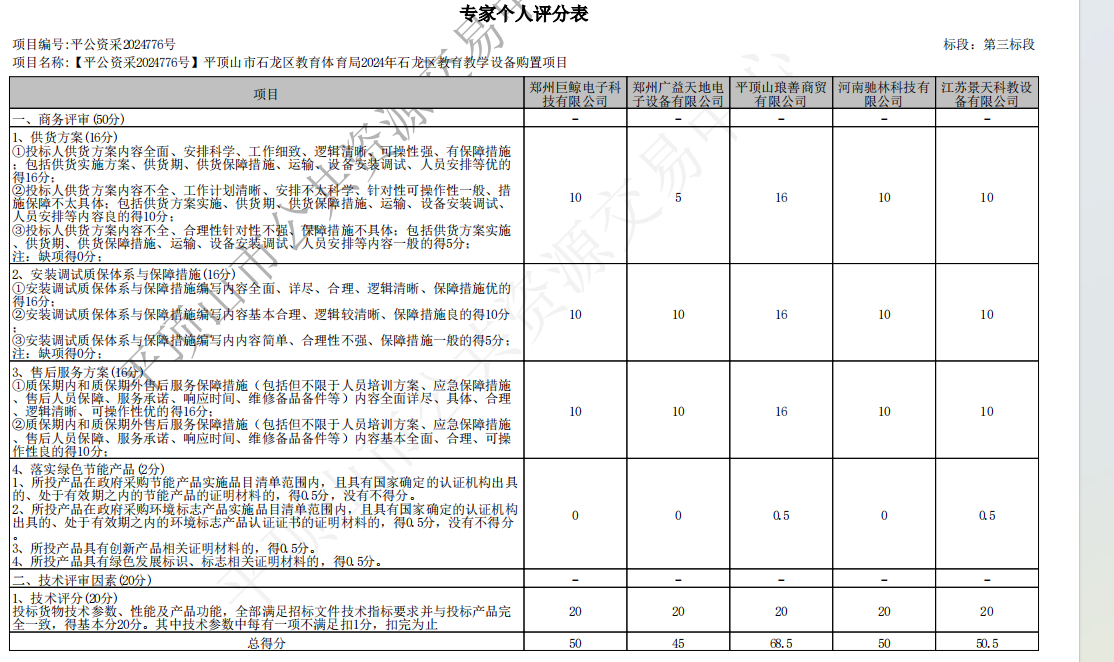 专家个人评分表
项目编号:平公资采2024776号
标段: 第三标段
项目名称:【平公资采2024776号】平顶山市石龙区教育体育局2024年石龙区教育教学设备购置项目
项目
郑州巨鲸电子科
技有限公司
郑州广益天地电
子设备有限公司
平顶山琅善商贸
有限公司
河南驰林科技有
限公司
江苏景天科教设
备有限公司
一、商务评审(50分)
- - - - -
1、供货方案(16分)
①投标人供货方案内容全面、安排科学、工作细致、逻辑清晰、可操性强、有保障措施
; 包括供货实施方案、供货期、供货保障措施、运输、设备安装调试、人员安排等优的
得16分;
②投标人供货方案内容不全、工作计划清晰、安排不太科学、针对性可操作性一般、措
施保障不太具体; 包括供货方案实施、供货期、供货保障措施、运输、设备安装调试、
人员安排等内容良的得10分;
③投标人供货方案内容不全、合理性针对性不强、保障措施不具体; 包括供货方案实施
、供货期、供货保障措施、运输、设备安装调试、人员安排等内容一般的得5分;
注: 缺项得0分;
10 5 16 10 10
2、安装调试质保体系与保障措施(16分)
①安装调试质保体系与保障措施编写内容全面、详尽、合理、逻辑清晰、保障措施优的
得16分;
②安装调试质保体系与保障措施编写内容基本合理、逻辑较清晰、保障措施良的得10分
;
③安装调试质保体系与保障措施编写内内容简单、合理性不强、保障措施一般的得5分;
注: 缺项得0分;
10 10 16 10 10
3、售后服务方案(16分)
①质保期内和质保期外售后服务保障措施（包括但不限于人员培训方案、应急保障措施
、售后人员保障、服务承诺、响应时间、维修备品备件等）内容全面详尽、具体、合理
、逻辑清晰、可操作性优的得16分;
②质保期内和质保期外售后服务保障措施（包括但不限于人员培训方案、应急保障措施
、售后人员保障、服务承诺、响应时间、维修备品备件等）内容基本全面、合理、可操
作性良的得10分;
10 10 16 10 10
4、落实绿色节能产品(2分)
1、所投产品在政府采购节能产品实施品目清单范围内，且具有国家确定的认证机构出具
的、处于有效期之内的节能产品的证明材料的，得0.5分，没有不得分。
2、所投产品在政府采购环境标志产品实施品目清单范围内，且具有国家确定的认证机构
出具的、处于有效期之内的环境标志产品认证证书的证明材料的，得0.5分，没有不得分
。
3、所投产品具有创新产品相关证明材料的，得0.5分。
4、所投产品具有绿色发展标识、标志相关证明材料的，得0.5分。
0 0 0.5 0 0.5
二、技术评审因素(20分)
- - - - -
1、技术评分(20分)
投标货物技术参数、性能及产品功能，全部满足招标文件技术指标要求并与投标产品完
全一致，得基本分20分。其中技术参数中每有一项不满足扣1分，扣完为止
20 20 20 20 20
总得分 50 45 68.5 50 50.5
平顶山市公共资源交易中
平顶山市公共资源交易中心